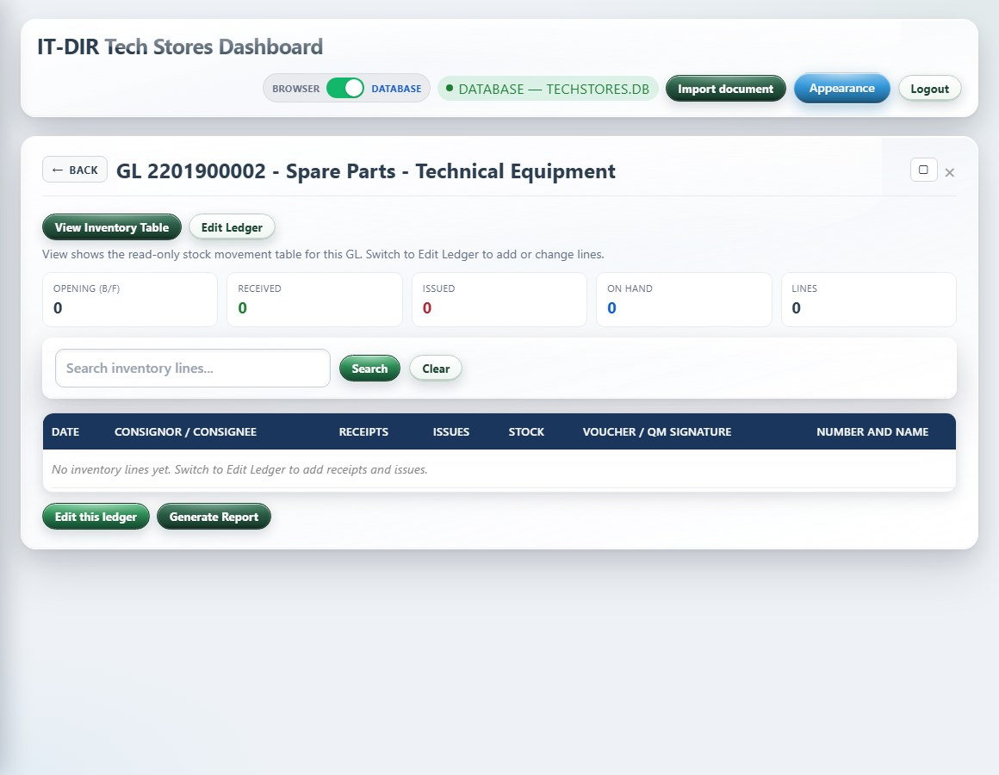 IT-DIR Tech Stores Dashboard
BROWSER DATABASE DATABASE — TECHSTORES.DB Import document Appearance Logout
← BACK GL 2201900002 - Spare Parts - Technical Equipment ×
View Inventory Table Edit Ledger
View shows the read-only stock movement table for this GL. Switch to Edit Ledger to add or change lines.
OPENING (B/F) RECEIVED ISSUED ON HAND LINES
0 0 0 0 0
Search inventory lines... Search Clear
DATE CONSIGNOR / CONSIGNEE RECEIPTS ISSUES STOCK VOUCHER / QM SIGNATURE NUMBER AND NAME
No inventory lines yet. Switch to Edit Ledger to add receipts and issues.
Edit this ledger Generate Report